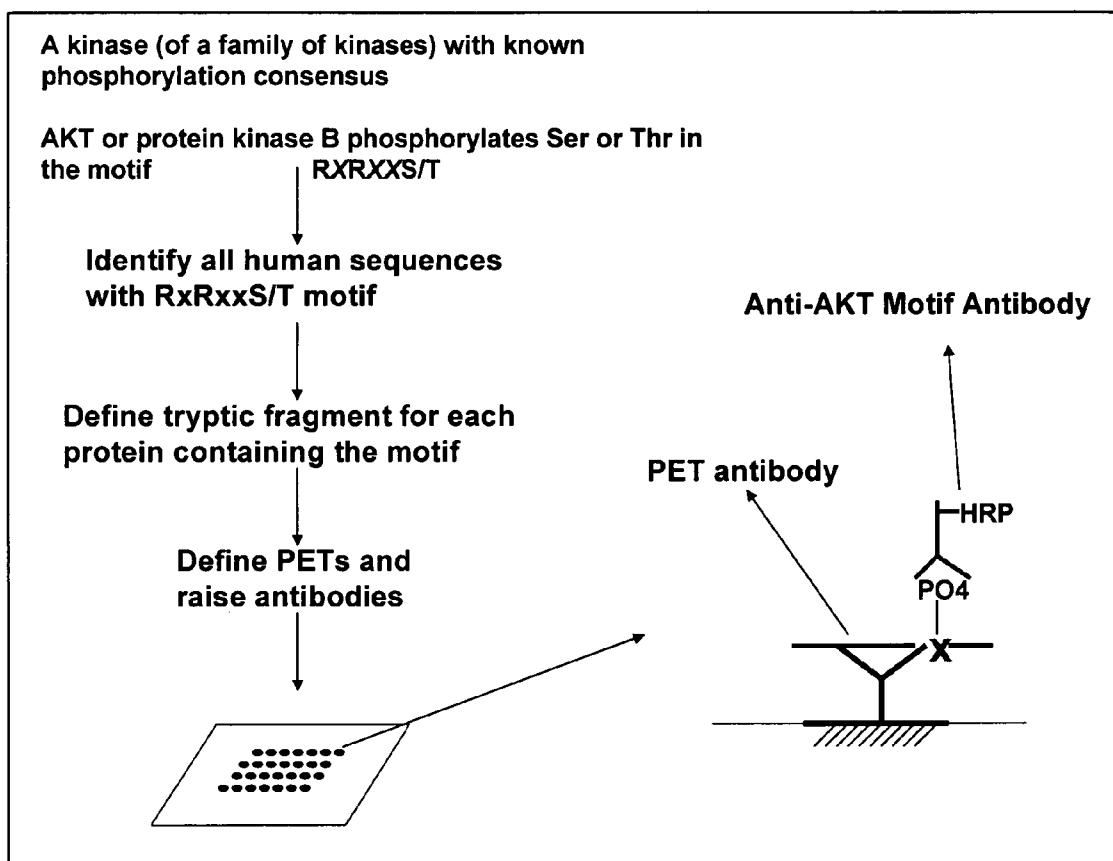 A kinase (of a family of kinases) with known
phosphorylation consensus
AKT or protein kinase B phosphorylates Ser or Thr in
the motif RXRXXS/T
Identify all human sequences
with RxRxxS/T motif
Define tryptic fragment for each
protein containing the motif
Define PETs and
raise antibodies
Anti-AKT Motif Antibody
PET antibody
HRP
PO4
X